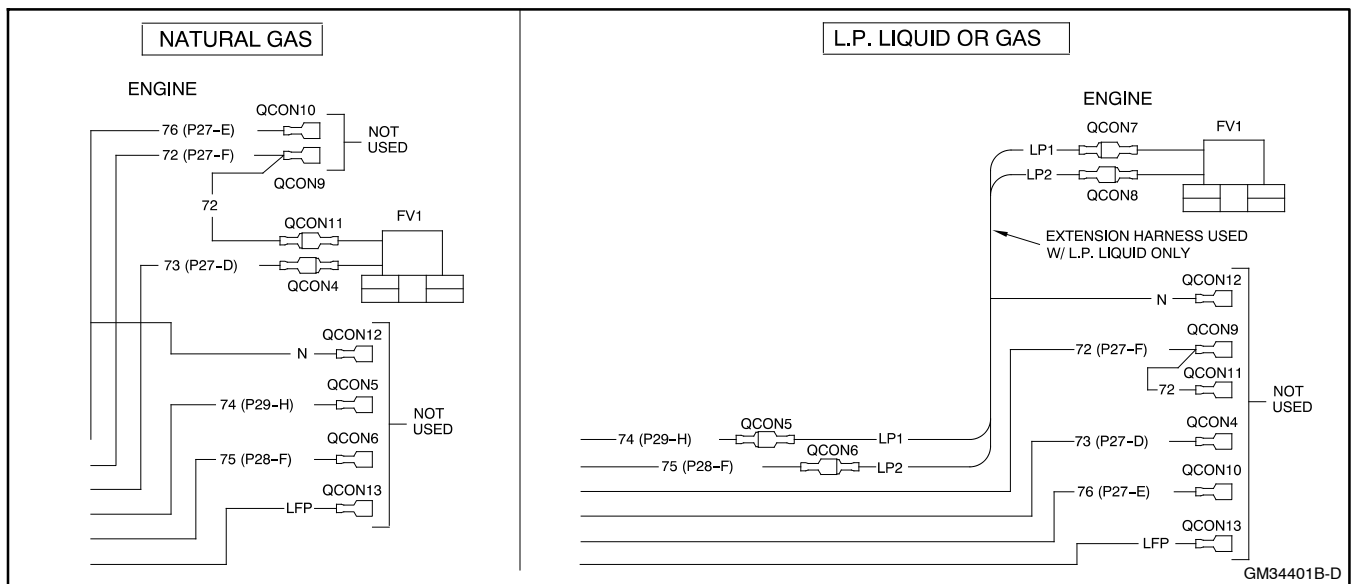 NATURAL GAS
ENGINE
QCON10
76 (P27–E)
NOT
USED
72 (P27–F)
QCON9
72
QCON11
FV1
73 (P27–D)
QCON4
QCON12
N
QCON5
74 (P29–H)
NOT
USED
QCON6
75 (P28–F)
QCON13
LFP
L.P. LIQUID OR GAS
ENGINE
QCON7
FV1
LP1
LP2
QCON8
EXTENSION HARNESS USED
W/ L.P. LIQUID ONLY
QCON12
N
QCON9
72 (P27–F)
QCON11
72
NOT
USED
QCON5
74 (P29–H)
LP1
QCON6
75 (P28–F)
LP2
QCON4
73 (P27–D)
QCON10
76 (P27–E)
QCON13
LFP
GM34401B-D